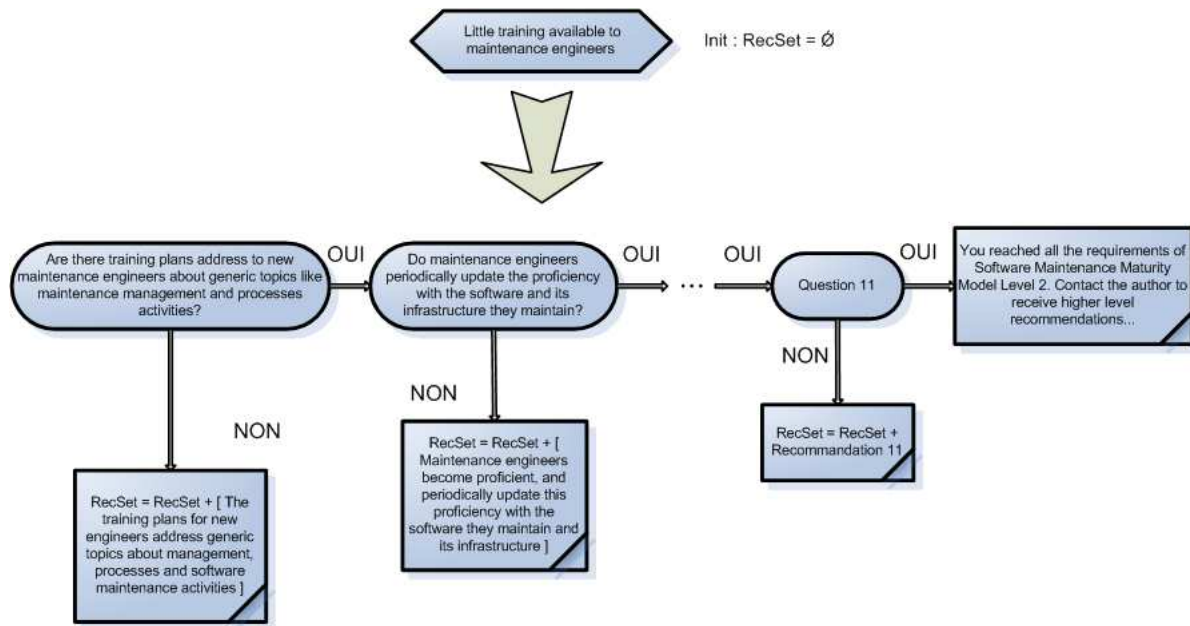 Little training available to
maintenance engineers
Init : RecSet = Ø
Are there training plans address to new
maintenance engineers about generic topics like
maintenance management and processes
activities?
OUI
Do maintenance engineers
periodically update the proficiency
with the software and its
infrastructure they maintain?
OUI
...
OUI
Question 11
OUI
You reached all the requirements of
Software Maintenance Maturity
Model Level 2. Contact the author to
receive higher level
recommendations...
NON
NON
NON
RecSet = RecSet + [ The
training plans for new
engineers address generic
topics about management,
processes and software
maintenance activities ]
RecSet = RecSet + [
Maintenance engineers
become proficient, and
periodically update this
proficiency with the
software they maintain and
its infrastructure ]
RecSet = RecSet +
Recommandation 11